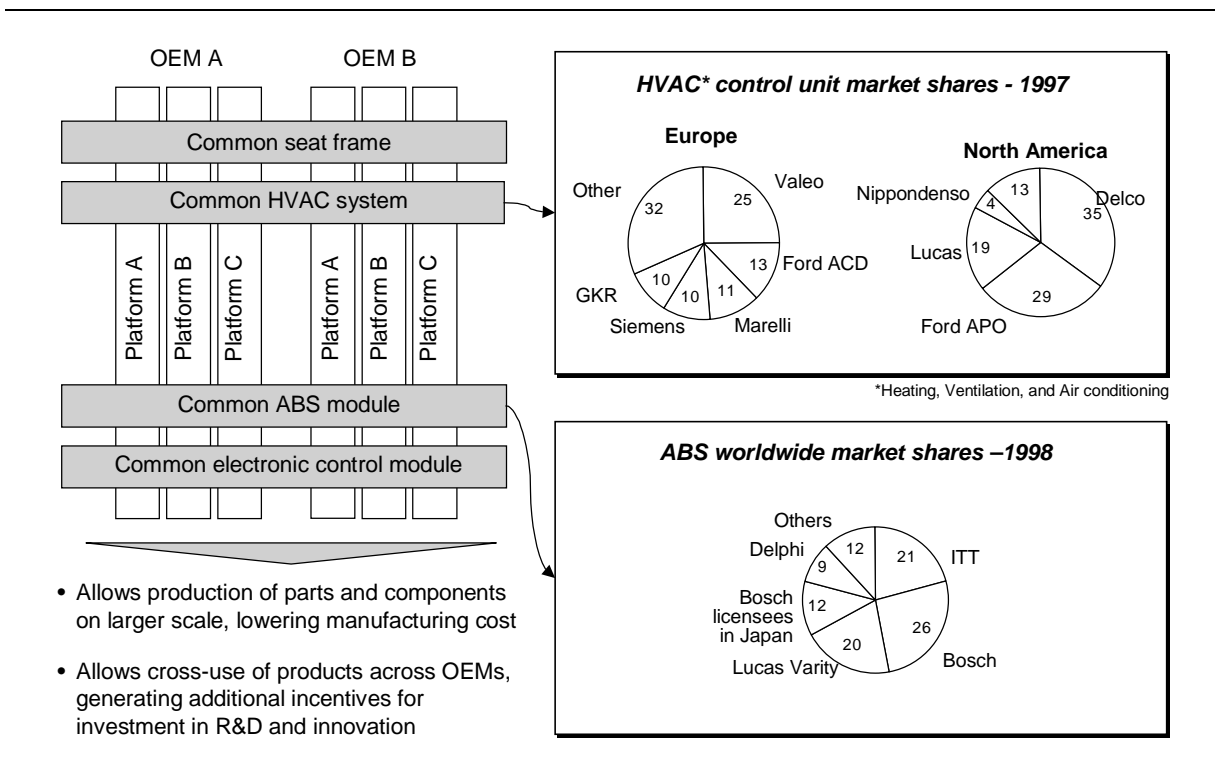 OEM A
OEM B
Common seat frame
Common HVAC system
Platform A
Platform B
Platform C
Platform A
Platform B
Platform C
Common ABS module
Common electronic control module
• Allows production of parts and components
on larger scale, lowering manufacturing cost
• Allows cross-use of products across OEMs,
generating additional incentives for
investment in R&D and innovation
HVAC* control unit market shares - 1997
Europe
Other
32
25
Valeo
13
Ford ACD
11
Marelli
10
Siemens
10
GKR
North America
Nippondenso
4
13
Delco
35
Lucas
19
29
Ford APO
*Heating, Ventilation, and Air conditioning
ABS worldwide market shares –1998
Others
12
21
ITT
Delphi
9
Bosch
licensees
in Japan
12
26
Bosch
20
Lucas Varity